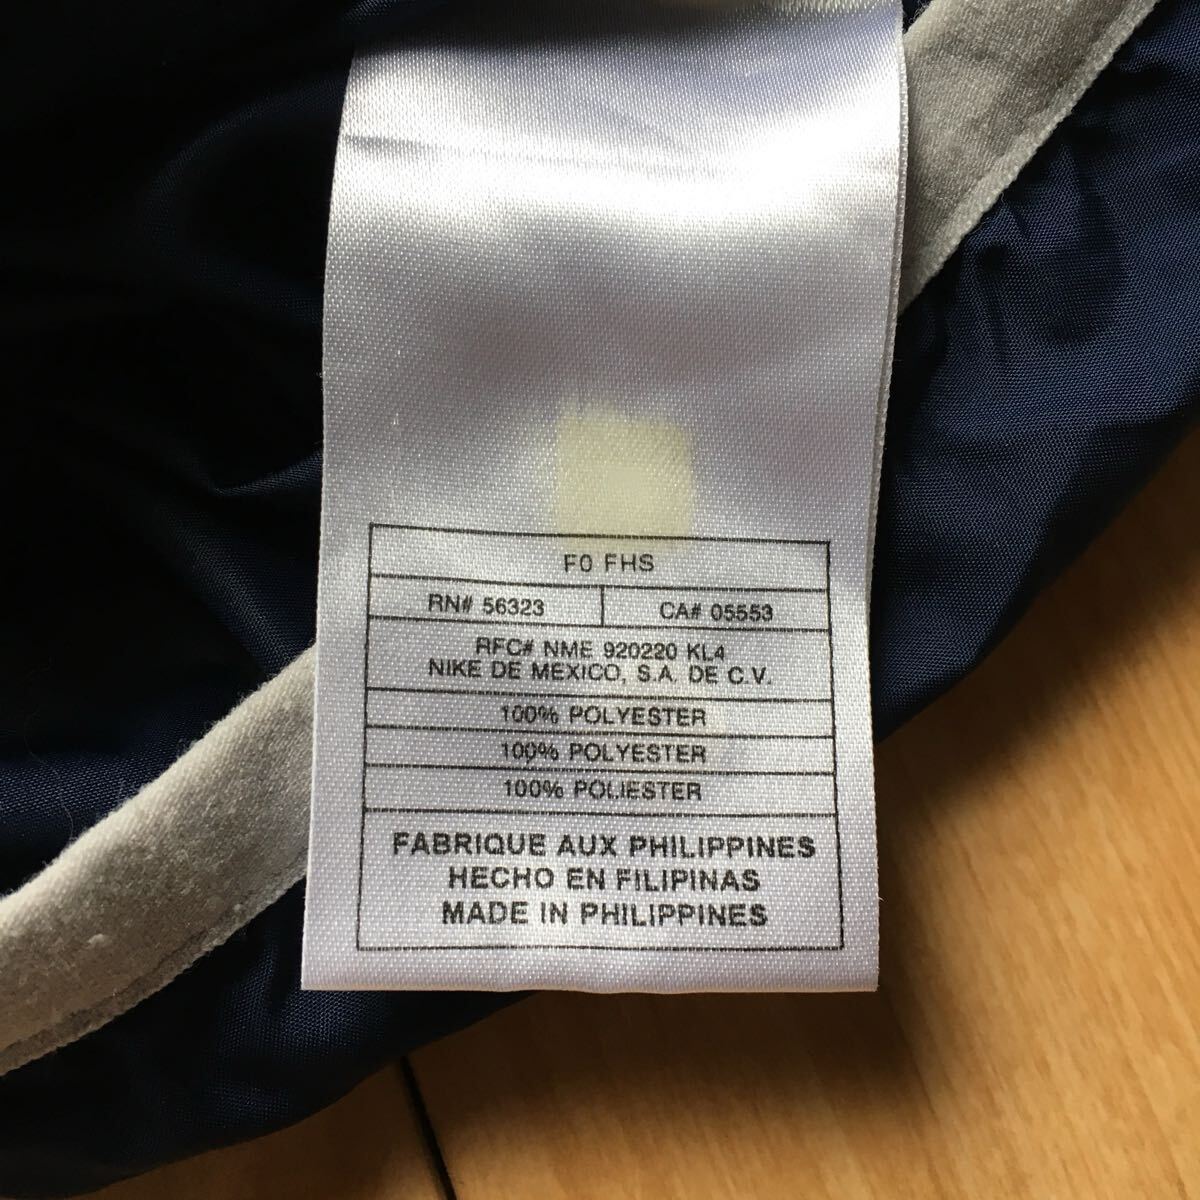 F0 FHS
RN# 56323 CA# 05553
RFC# NME 920220 KL4
NIKE DE MEXICO, S.A. DE C.V.
100% POLYESTER
100% POLYESTER
100% POLIESTER
FABRIQUE AUX PHILIPPINES
HECHO EN FILIPINAS
MADE IN PHILIPPINES